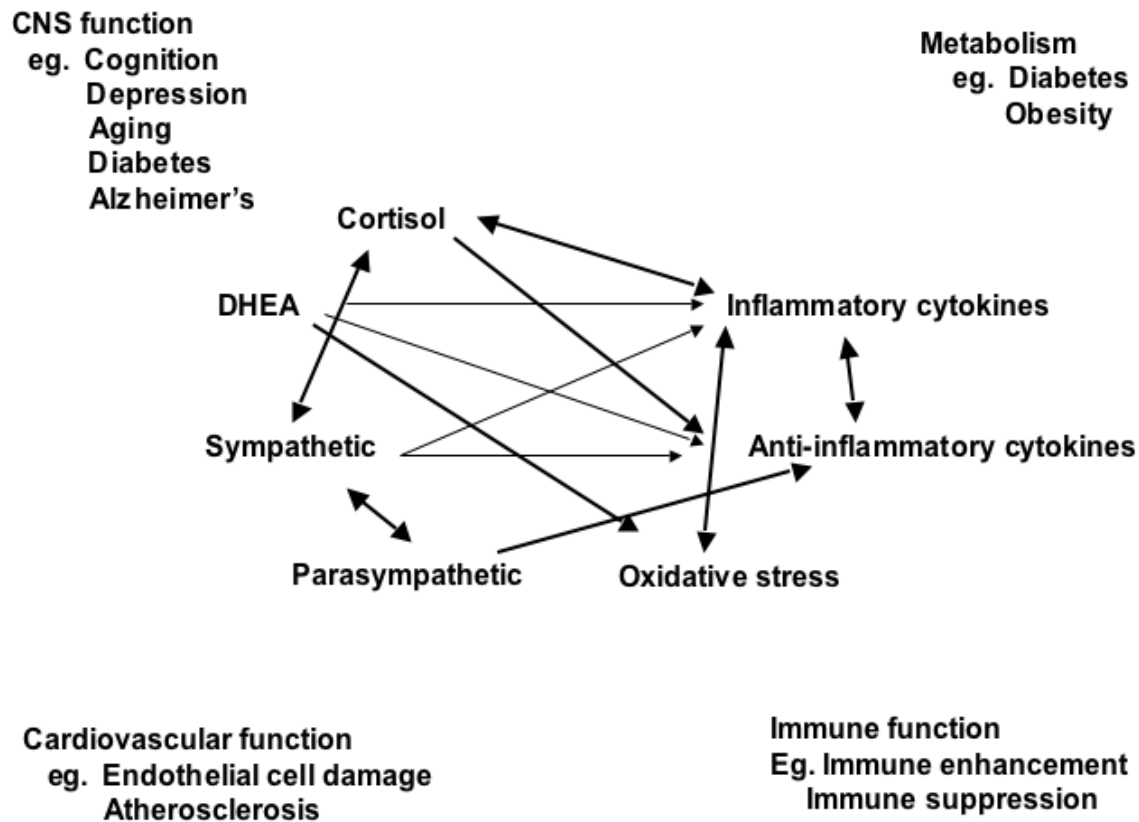 CNS function
eg. Cognition
Depression
Aging
Diabetes
Alzheimer's
Metabolism
eg. Diabetes
Obesity
Cortisol
DHEA
Inflammatory cytokines
Sympathetic
Anti-inflammatory cytokines
Parasympathetic
Oxidative stress
Cardiovascular function
eg. Endothelial cell damage
Atherosclerosis
Immune function
Eg. Immune enhancement
Immune suppression